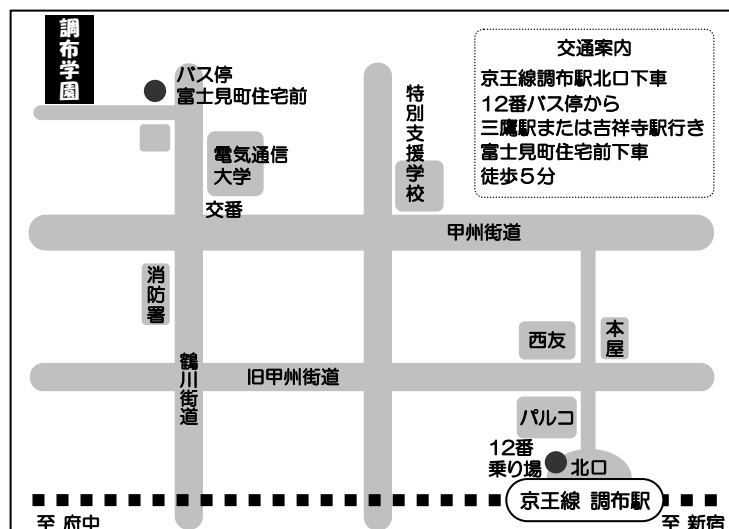 調布学園
バス停
富士見町住宅前
電気通信
大学
交番
特別支援学校
交通案内
京王線調布駅北口下車
12番バス停から
三鷹駅または吉祥寺駅行き
富士見町住宅前下車
徒歩5分
甲州街道
消防署
鶴川街道
旧甲州街道
西友
本屋
パルコ
12番
乗り場
北口
京王線 調布駅
至 府中
至 新宿